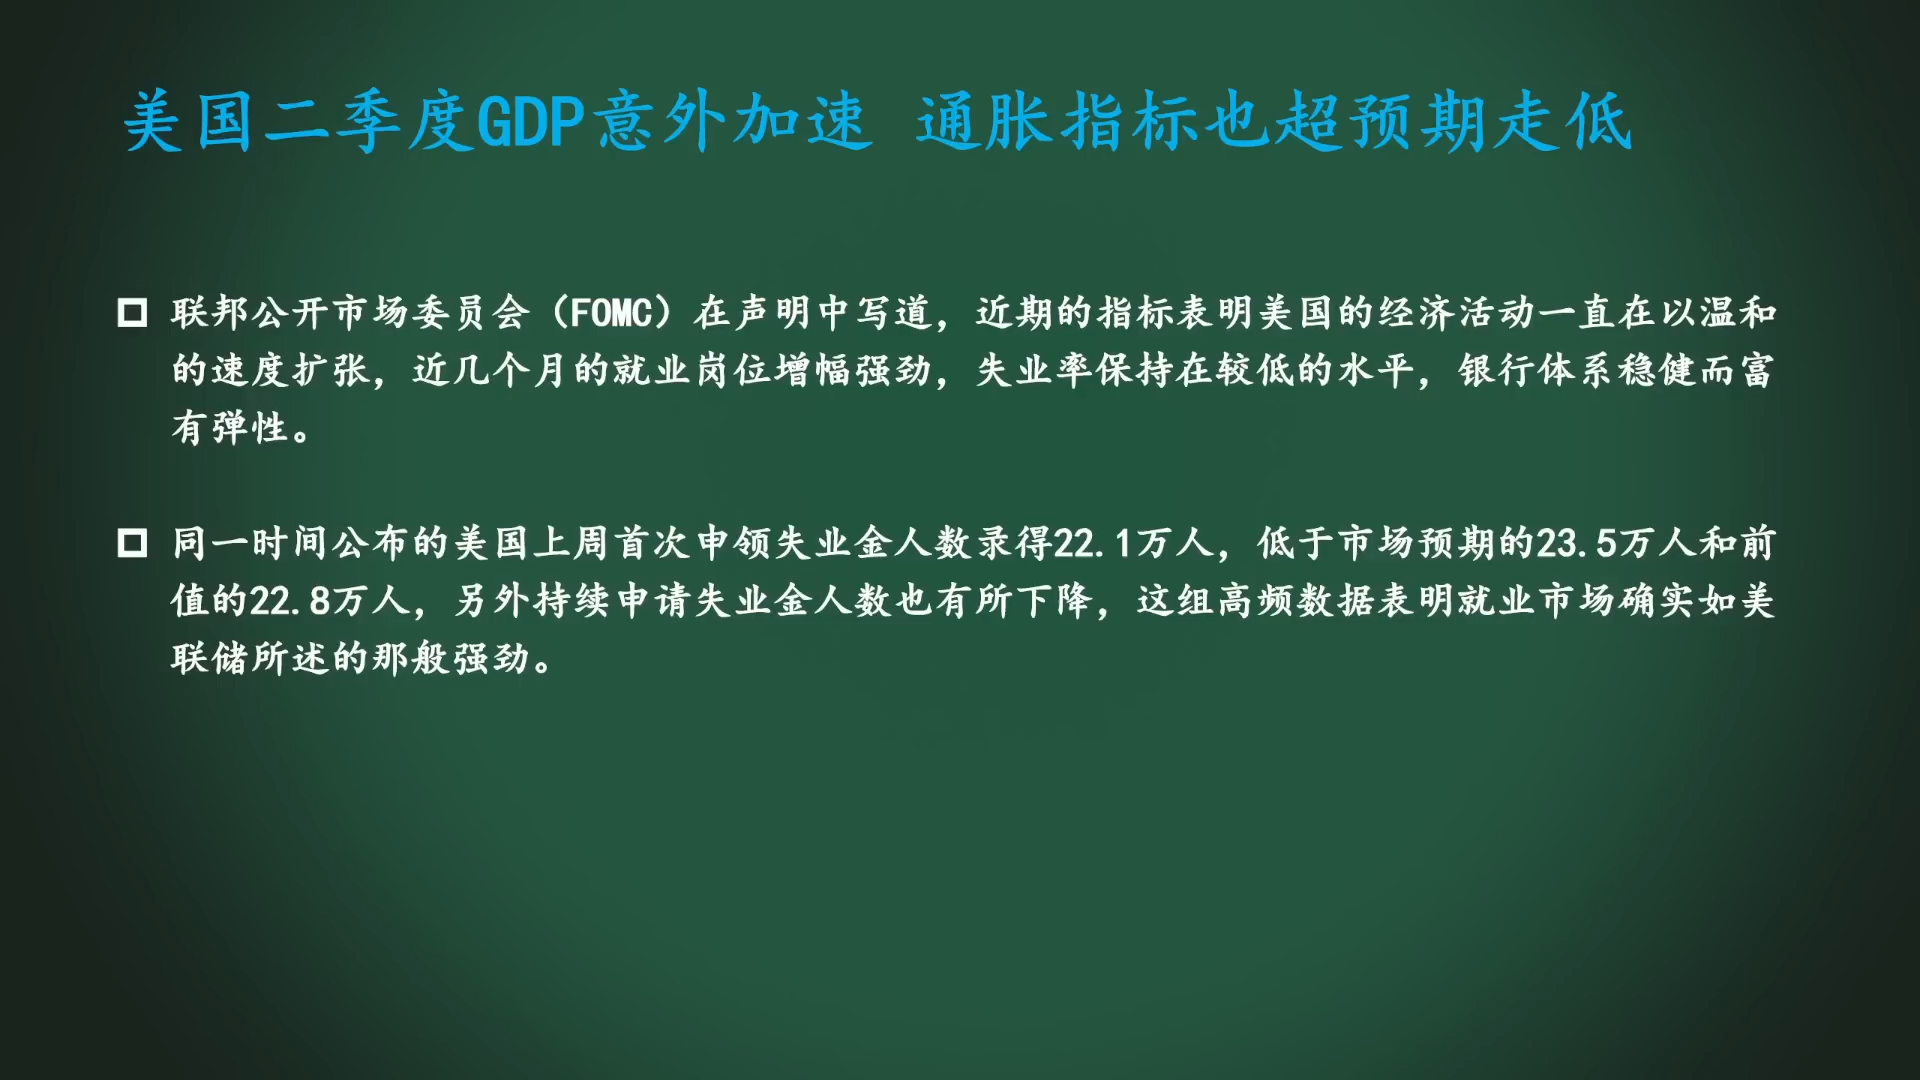 美国二季度GDP意外加速 通胀指标也超预期走低
联邦公开市场委员会（FOMC）在声明中写道，近期的指标表明美国的经济活动一直在以温和
的速度扩张，近几个月的就业岗位增幅强劲，失业率保持在较低的水平，银行体系稳健而富
有弹性。
同一时间公布的美国上周首次申领失业金人数录得22.1万人，低于市场预期的23.5万人和前
值的22.8万人，另外持续申请失业金人数也有所下降，这组高频数据表明就业市场确实如美
联储所述的那般强劲。